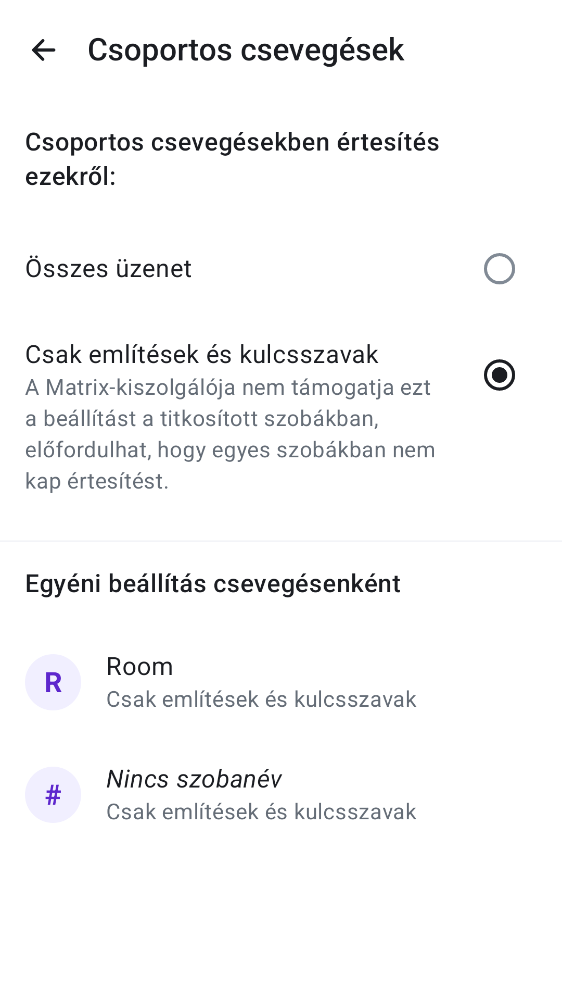 Csoportos csevegések
Csoportos csevegésekben értesítés
ezekről:
Összes üzenet
Csak említések és kulcsszavak
A Matrix-kiszolgálója nem támogatja ezt
a beállítást a titkosított szobákban,
előfordulhat, hogy egyes szobákban nem
kap értesítést.
Egyéni beállítás csevegésenként
R
Room
Csak említések és kulcsszavak
#
Nincs szobanév
Csak említések és kulcsszavak